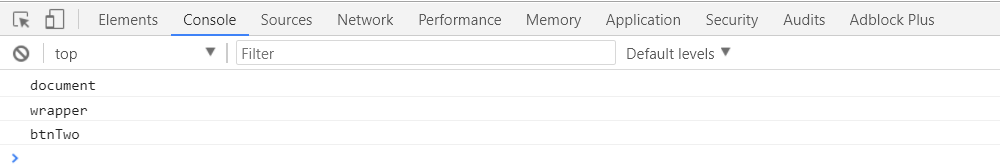 Elements Console Sources Network Performance Memory Application Security Audits Adblock Plus
top Filter Default levels
document
wrapper
btnTwo